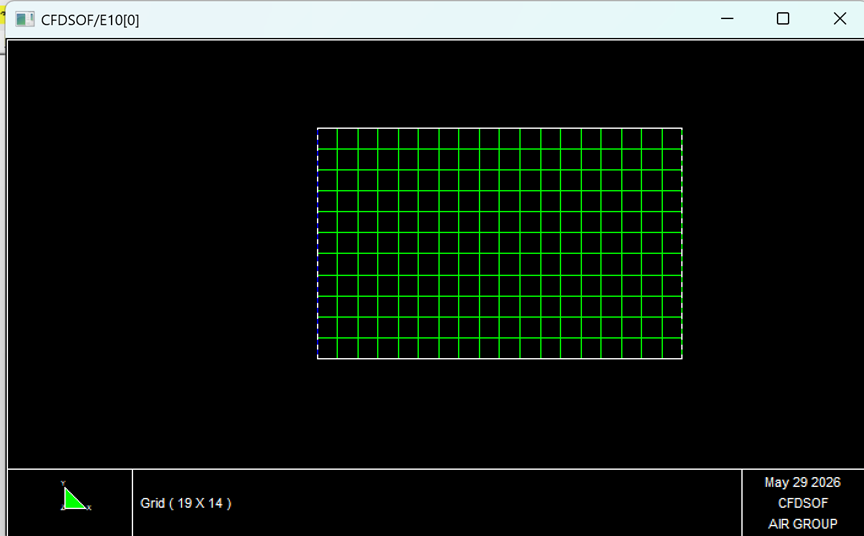 CFDSOF/E10[0]
Y
Z X
Grid ( 19 X 14 )
May 29 2026
CFDSOF
AIR GROUP